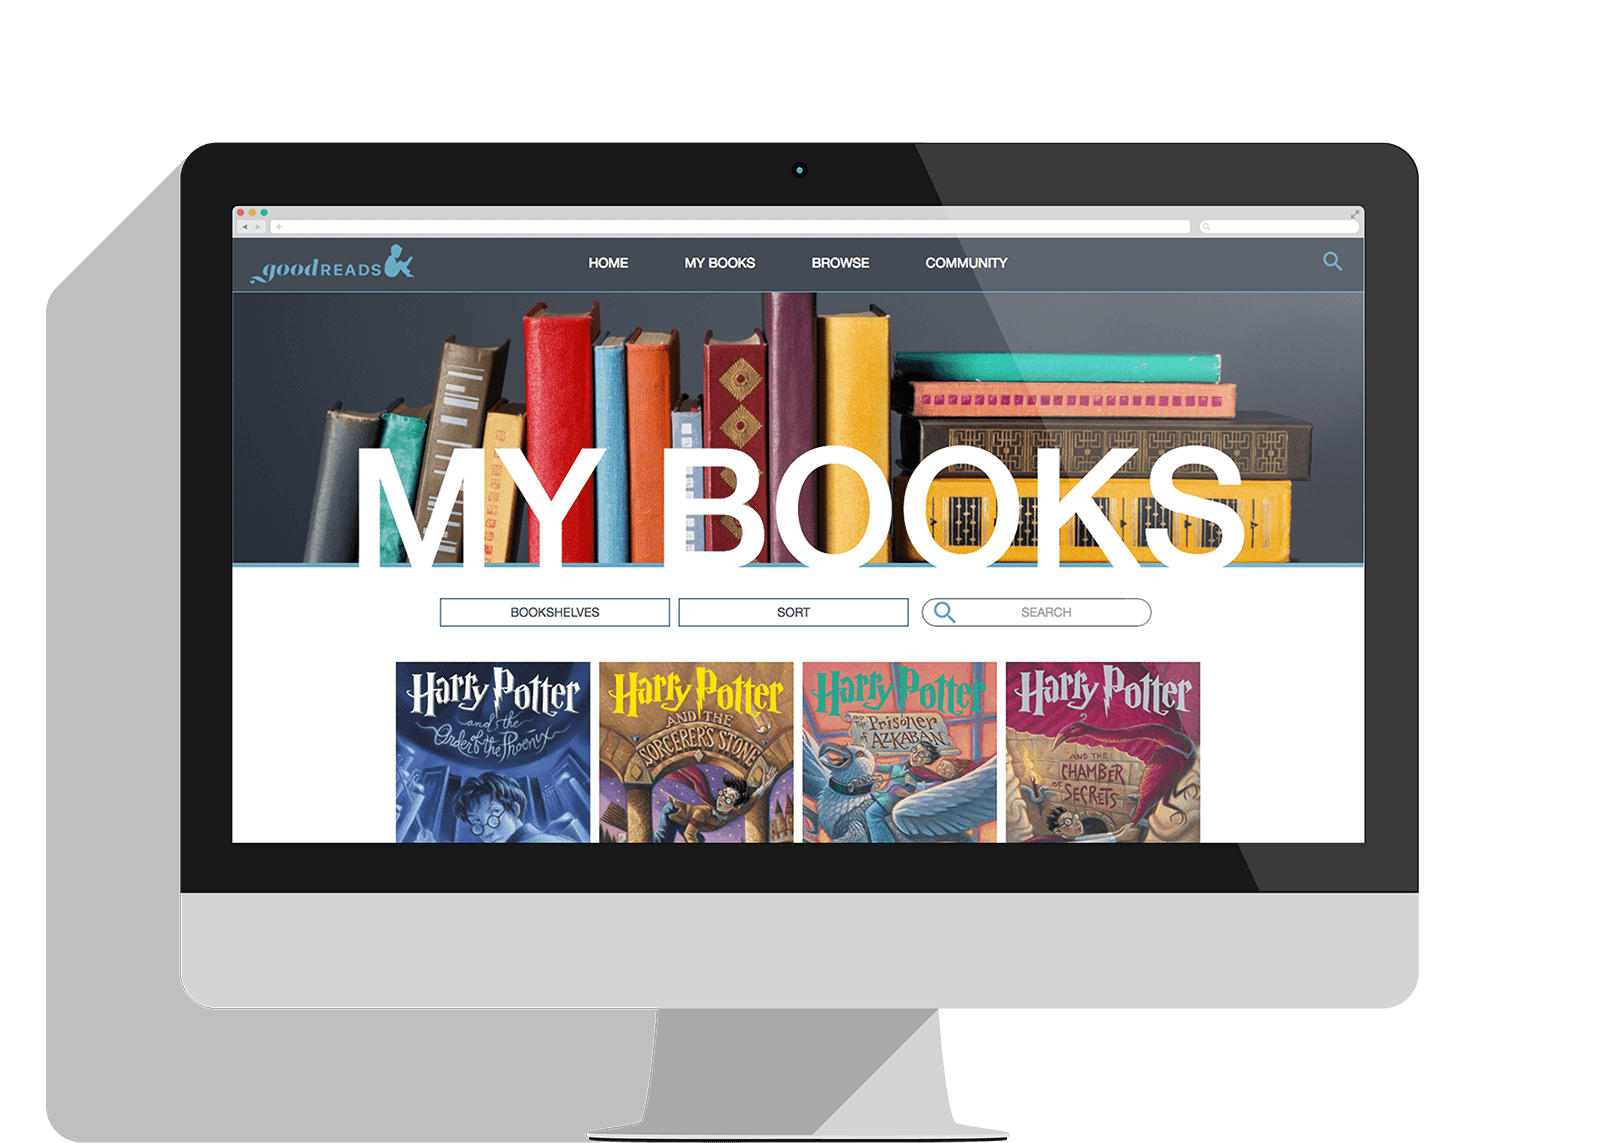 goodREADS
HOME MY BOOKS BROWSE COMMUNITY
MY BOOKS
BOOKSHELVES SORT SEARCH
Harry Potter
and the
Order of the Phoenix
Harry Potter
AND THE
SORCERER'S STONE
Harry Potter
AND THE Prisoner
of AZKABAN
Harry Potter
AND THE
CHAMBER
OF SECRETS